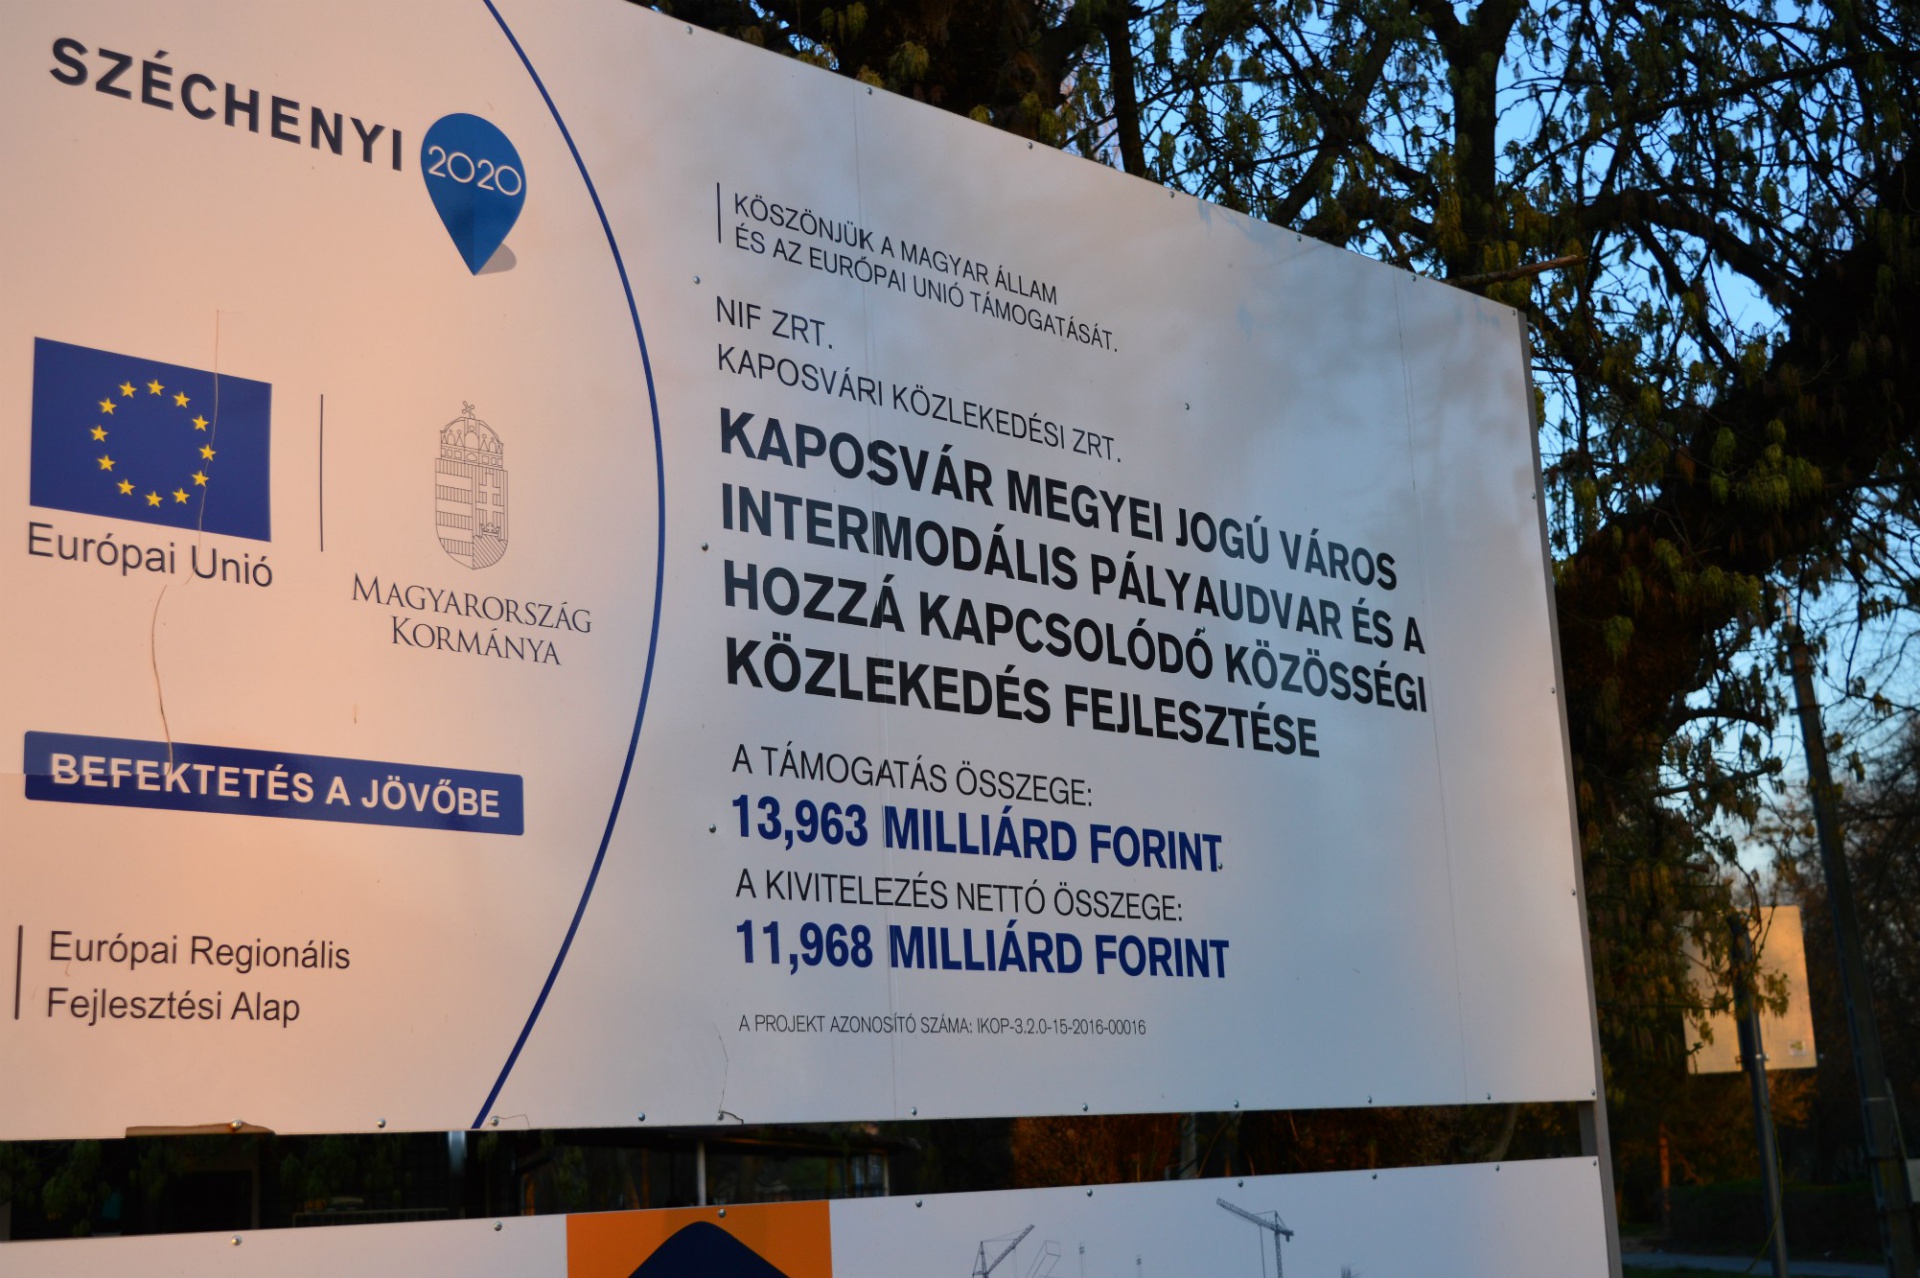 SZÉCHENYI 2020
Európai Unió
MAGYARORSZÁG
KORMÁNYA
BEFEKTETÉS A JÖVŐBE
Európai Regionális
Fejlesztési Alap
KÖSZÖNJÜK A MAGYAR ÁLLAM
ÉS AZ EURÓPAI UNIÓ TÁMOGATÁSÁT.
NIF ZRT.
KAPOSVÁRI KÖZLEKEDÉSI ZRT.
KAPOSVÁR MEGYEI JOGÚ VÁROS
INTERMODÁLIS PÁLYAUDVAR ÉS A
HOZZÁ KAPCSOLÓDÓ KÖZÖSSÉGI
KÖZLEKEDÉS FEJLESZTÉSE
A TÁMOGATÁS ÖSSZEGE:
13,963 MILLIÁRD FORINT
A KIVITELEZÉS NETTÓ ÖSSZEGE:
11,968 MILLIÁRD FORINT
A PROJEKT AZONOSÍTÓ SZÁMA: IKOP-3.2.0-15-2016-00016